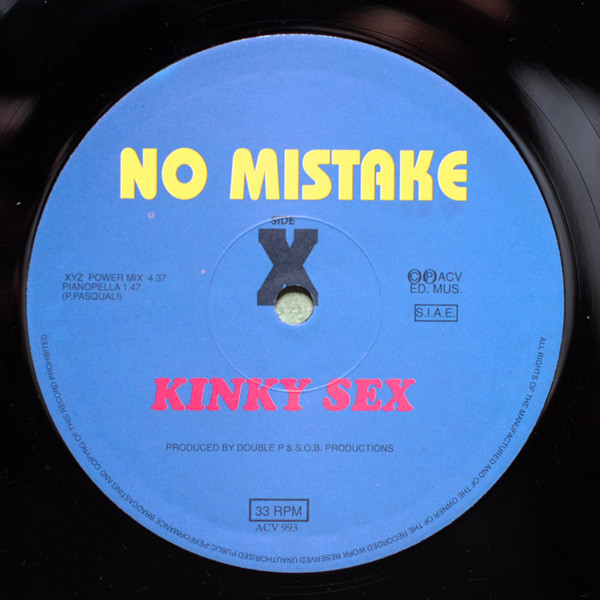 NO MISTAKE
SIDE
X
XYZ POWER MIX 4.37
PIANOPELLA 1.47
(P.PASQUALI)
©℗ACV
ED. MUS.
S.I.A.E.
KINKY SEX
PRODUCED BY DOUBLE P & S.O.B. PRODUCTIONS
33 RPM
ACV 993
ALL RIGHTS OF THE MANUFACTURED AND OF THE OWNER OF THE RECORDED WORK RESERVED UNAUTHORISED PUBLIC-PERFORMANCE BRADCASTING AND COPYING OF THIS RECORD PROHIBITED